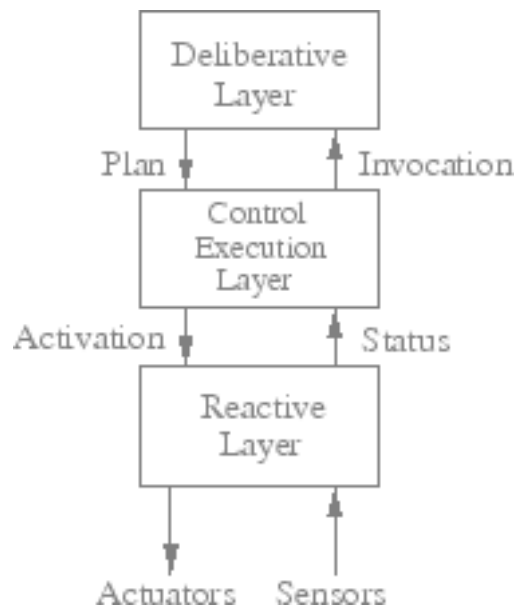 Deliberative
Layer
Plan
Invocation
Control
Execution
Layer
Activation
Status
Reactive
Layer
Actuators
Sensors